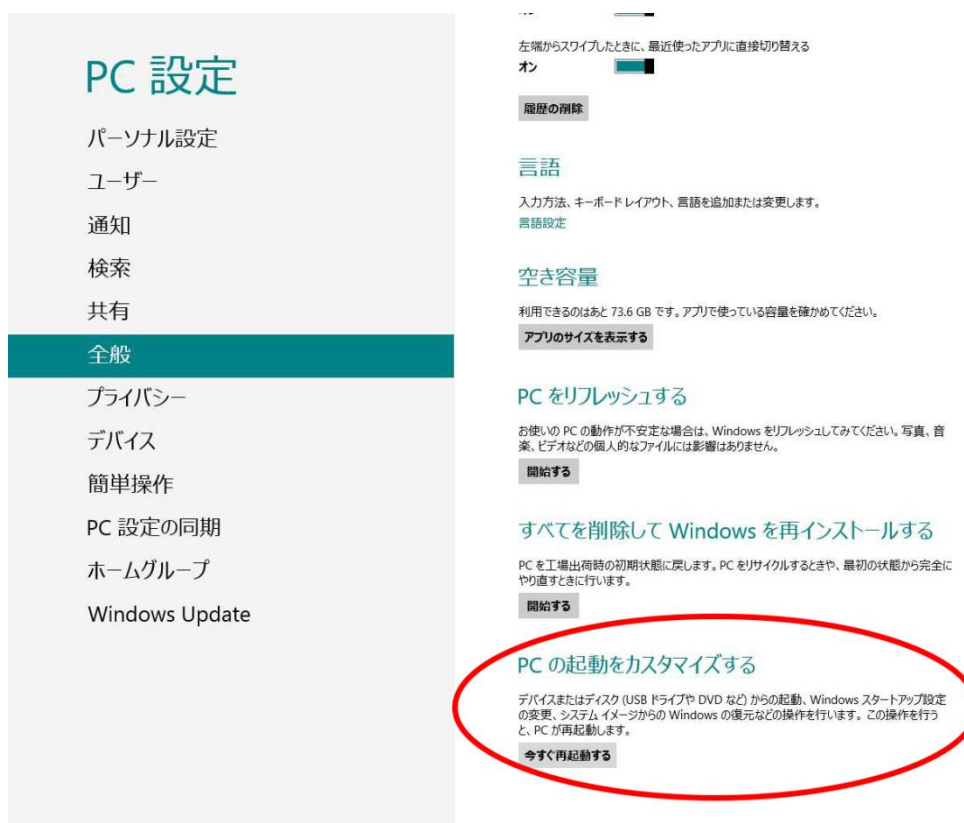 PC 設定
パーソナル設定
ユーザー
通知
検索
共有
全般
プライバシー
デバイス
簡単操作
PC 設定の同期
ホームグループ
Windows Update
左端からスワイプしたときに、最近使ったアプリに直接切り替える
オン
履歴の削除
言語
入力方法、キーボード レイアウト、言語を追加または変更します。
言語設定
空き容量
利用できるのはあと 73.6 GB です。アプリで使っている容量を確かめてください。
アプリのサイズを表示する
PC をリフレッシュする
お使いの PC の動作が不安定な場合は、Windows をリフレッシュしてみてください。写真、音
楽、ビデオなどの個人的なファイルには影響はありません。
開始する
すべてを削除して Windows を再インストールする
PC を工場出荷時の初期状態に戻します。PC をリサイクルするときや、最初の状態から完全に
やり直すときに行います。
開始する
PC の起動をカスタマイズする
デバイスまたはディスク (USB ドライブや DVD など) からの起動、Windows スタートアップ設定
の変更、システム イメージからの Windows の復元などの操作を行います。この操作を行う
と、PC が再起動します。
今すぐ再起動する